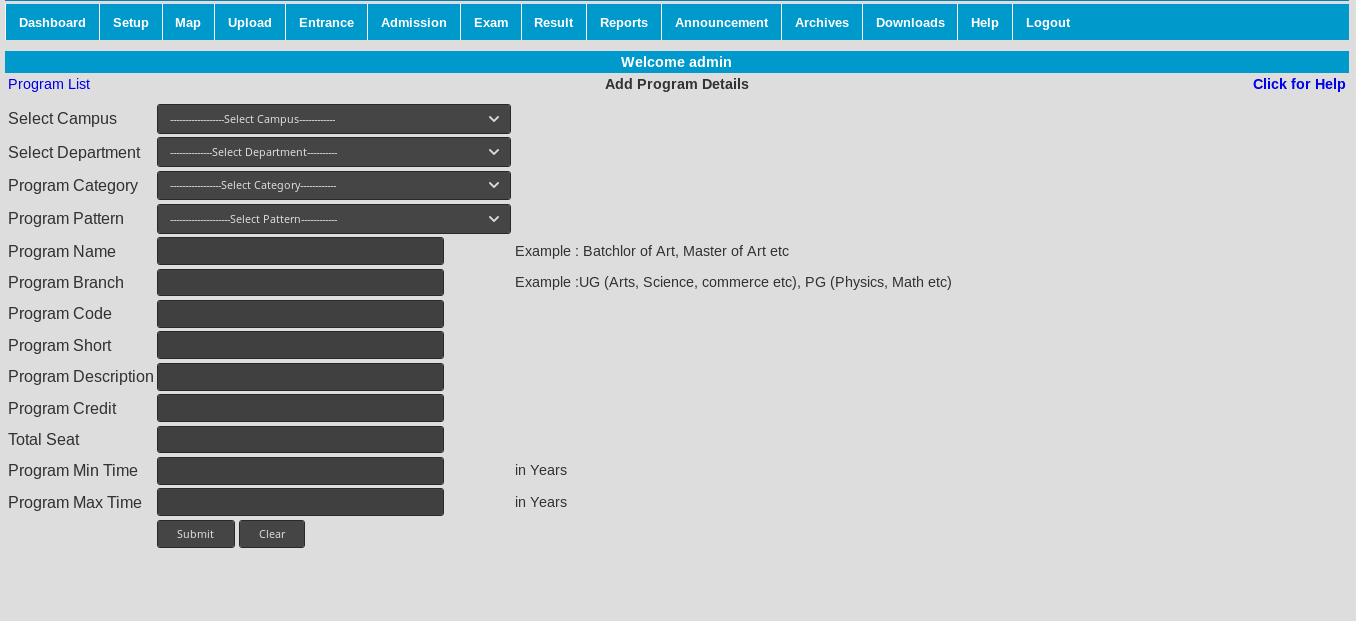 Dashboard Setup Map Upload Entrance Admission Exam Result Reports Announcement Archives Downloads Help Logout
Welcome admin
Program List Add Program Details Click for Help
Select Campus ------------------Select Campus------------
Select Department --------------Select Department----------
Program Category -----------------Select Category------------
Program Pattern --------------------Select Pattern------------
Program Name Example : Batchlor of Art, Master of Art etc
Program Branch Example :UG (Arts, Science, commerce etc), PG (Physics, Math etc)
Program Code
Program Short
Program Description
Program Credit
Total Seat
Program Min Time in Years
Program Max Time in Years
Submit Clear